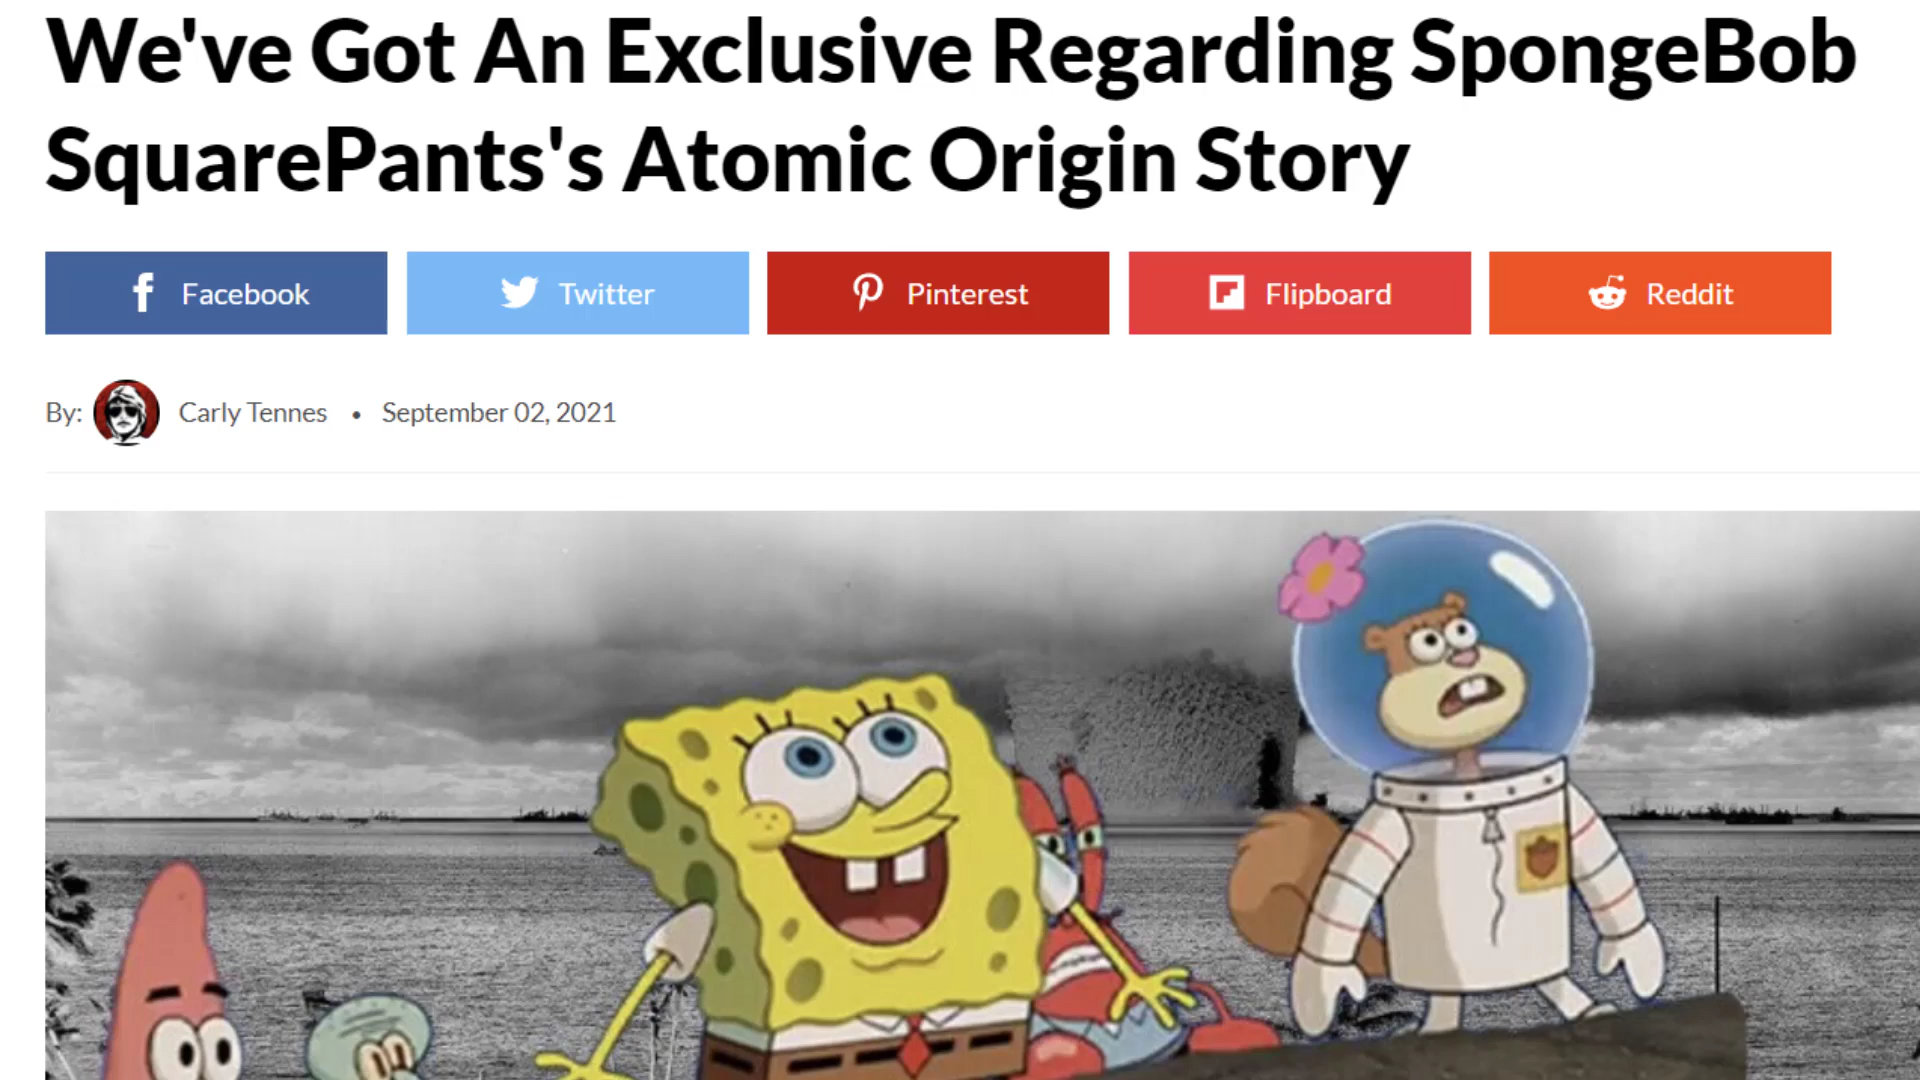 We've Got An Exclusive Regarding SpongeBob
SquarePants's Atomic Origin Story
Facebook Twitter Pinterest Flipboard Reddit
By: Carly Tennes • September 02, 2021